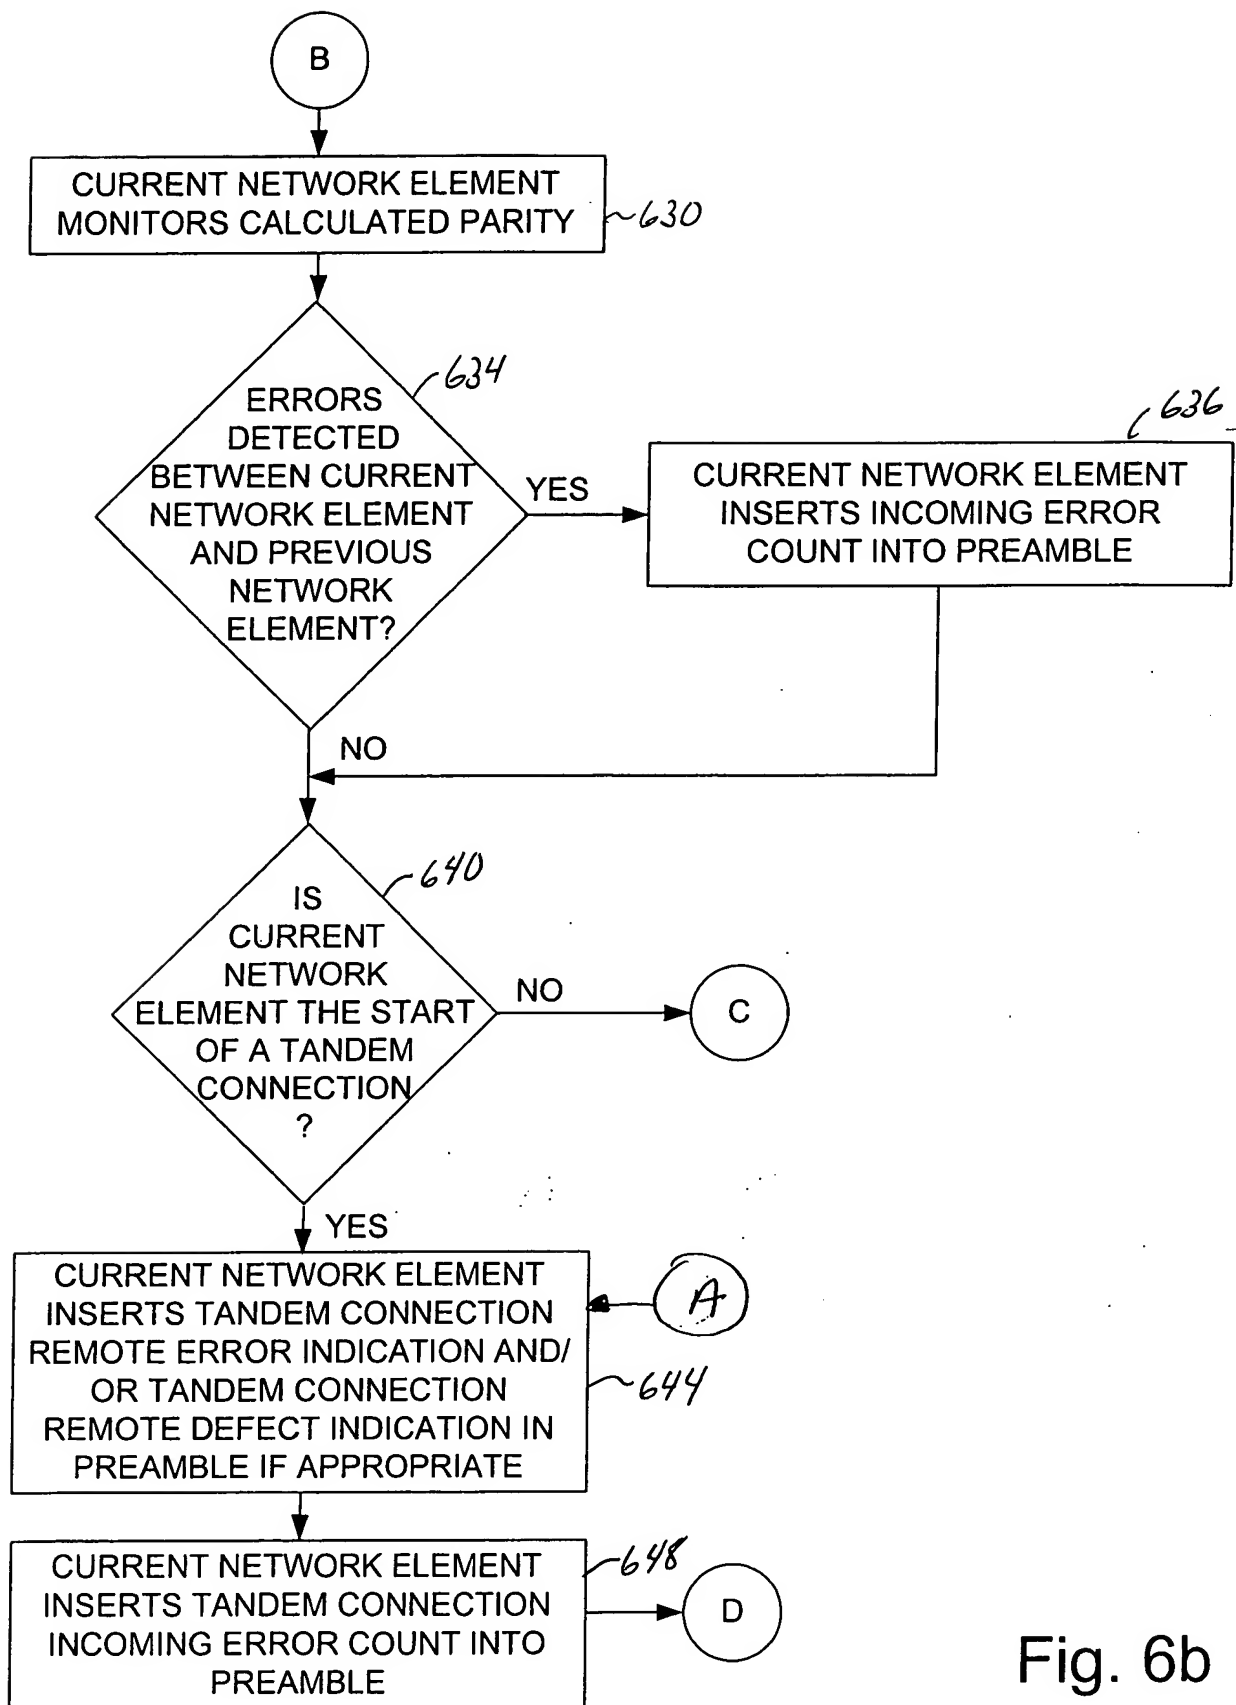 B
CURRENT NETWORK ELEMENT
MONITORS CALCULATED PARITY
630
634
ERRORS
DETECTED
BETWEEN CURRENT
NETWORK ELEMENT
AND PREVIOUS
NETWORK
ELEMENT?
YES
636
CURRENT NETWORK ELEMENT
INSERTS INCOMING ERROR
COUNT INTO PREAMBLE
NO
640
IS
CURRENT
NETWORK
ELEMENT THE START
OF A TANDEM
CONNECTION
?
NO
C
YES
CURRENT NETWORK ELEMENT
INSERTS TANDEM CONNECTION
REMOTE ERROR INDICATION AND/
OR TANDEM CONNECTION
REMOTE DEFECT INDICATION IN
PREAMBLE IF APPROPRIATE
A
644
CURRENT NETWORK ELEMENT
INSERTS TANDEM CONNECTION
INCOMING ERROR COUNT INTO
PREAMBLE
648
D
Fig. 6b